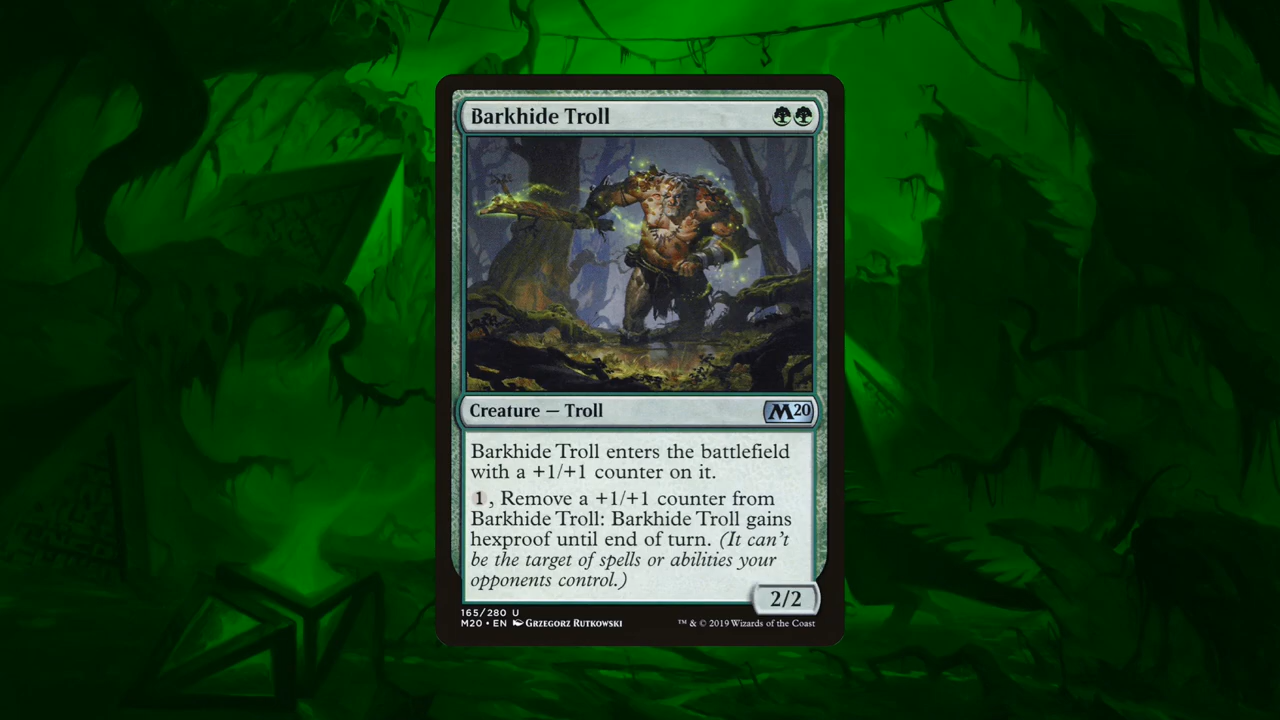 Barkhide Troll
Creature — Troll
M20
Barkhide Troll enters the battlefield
with a +1/+1 counter on it.
1, Remove a +1/+1 counter from
Barkhide Troll: Barkhide Troll gains
hexproof until end of turn. (It can't
be the target of spells or abilities your
opponents control.)
2/2
165/280 U
M20 • EN Grzegorz Rutkowski
™ & © 2019 Wizards of the Coast